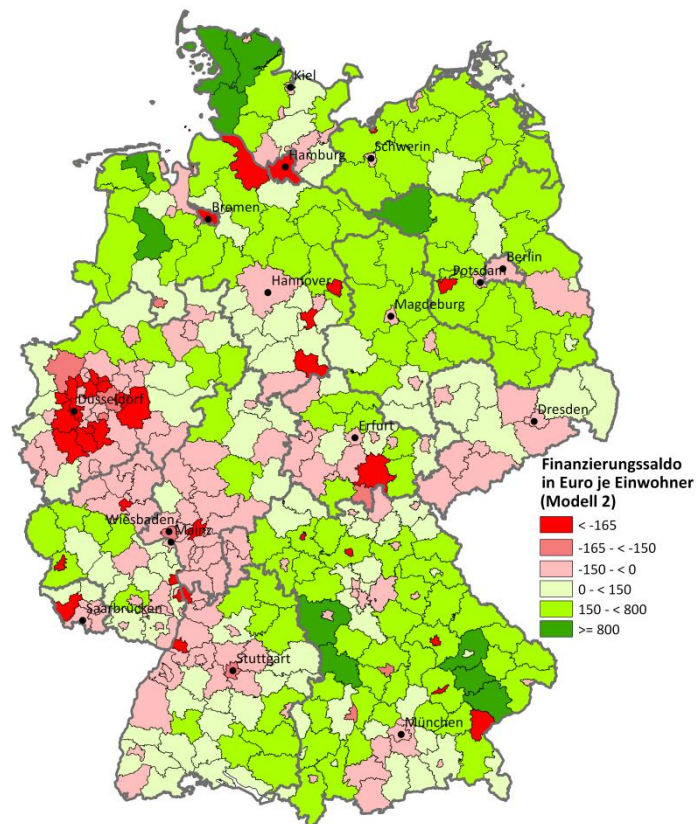 Kiel
Schwerin
Hamburg
Bromen
Berlin
Potsdam
Hannover
Magdeburg
Düsseldorf
Erfurt
Dresden
Wiesbaden
Mainz
Saarbrücken
Stuttgart
München
Finanzierungssaldo
in Euro je Einwohner
(Modell 2)
< -165
-165 - < -150
-150 - < 0
0 - < 150
150 - < 800
>= 800